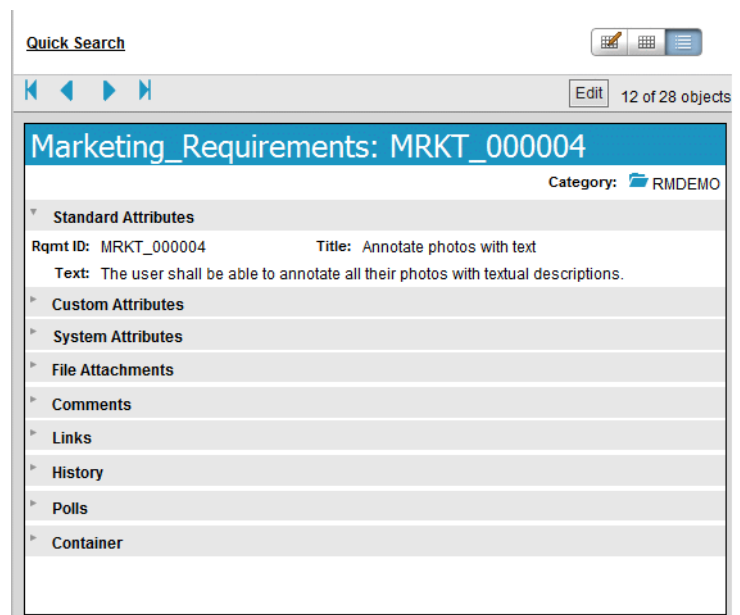 Quick Search
Edit 12 of 28 objects
Marketing_Requirements: MRKT_000004
Category: RMDEMO
Standard Attributes
Rqmt ID: MRKT_000004 Title: Annotate photos with text
Text: The user shall be able to annotate all their photos with textual descriptions.
Custom Attributes
System Attributes
File Attachments
Comments
Links
History
Polls
Container